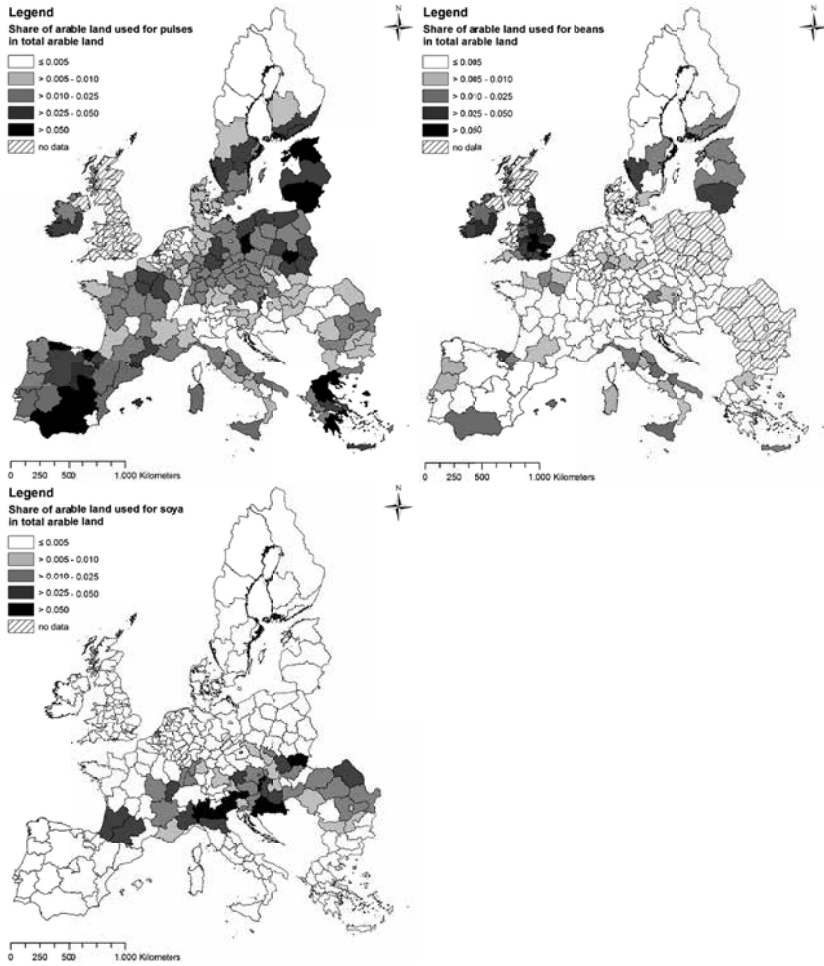 Legend
Share of arable land used for pulses
in total arable land
≤ 0.005
> 0.005 - 0.010
> 0.010 - 0.025
> 0.025 - 0.050
> 0.050
no data
N
0 250 500 1.000 Kilometers
Legend
Share of arable land used for beans
in total arable land
≤ 0.005
> 0.005 - 0.010
> 0.010 - 0.025
> 0.025 - 0.050
> 0.050
no data
N
0 250 500 1.000 Kilometers
Legend
Share of arable land used for soya
in total arable land
≤ 0.005
> 0.005 - 0.010
> 0.010 - 0.025
> 0.025 - 0.050
> 0.050
no data
N
0 250 500 1.000 Kilometers